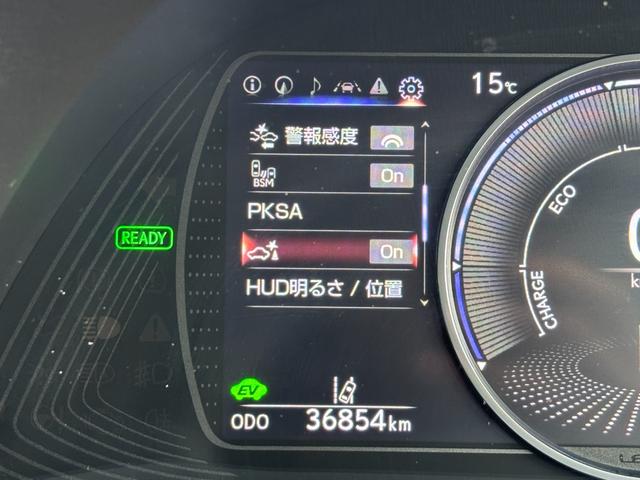 15℃
警報感度
BSM
On
PKSA
On
HUD明るさ / 位置
READY
EV
ODO 36854km
ECO
CHARGE